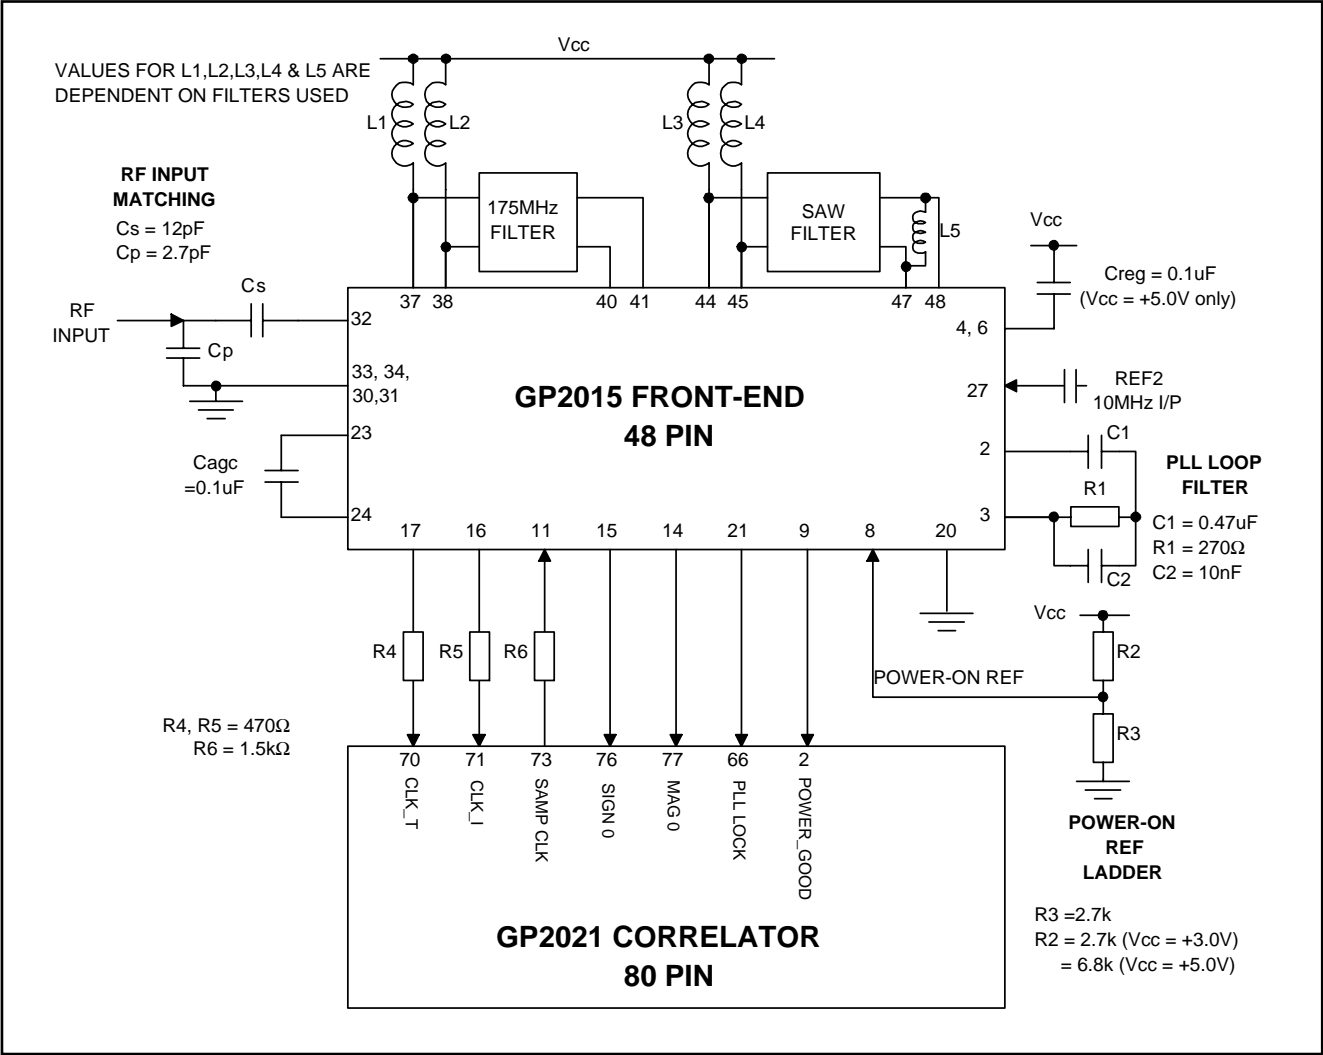 Vcc
VALUES FOR L1,L2,L3,L4 & L5 ARE
DEPENDENT ON FILTERS USED
L1
L2
L3
L4
RF INPUT
MATCHING
Cs = 12pF
Cp = 2.7pF
175MHz
FILTER
SAW
FILTER
L5
Vcc
Creg = 0.1uF
(Vcc = +5.0V only)
Cs
RF
INPUT
Cp
37
38
40
41
44
45
47
48
32
4, 6
33, 34,
30,31
27
REF2
10MHz I/P
GP2015 FRONT-END
48 PIN
23
24
Cagc
=0.1uF
2
3
C1
R1
C2
PLL LOOP
FILTER
C1 = 0.47uF
R1 = 270Ω
C2 = 10nF
17
16
11
15
14
21
9
8
20
R4
R5
R6
Vcc
R2
POWER-ON REF
R3
R4, R5 = 470Ω
R6 = 1.5kΩ
70
71
73
76
77
66
2
CLK_T
CLK_I
SAMP CLK
SIGN 0
MAG 0
PLL LOCK
POWER_GOOD
POWER-ON
REF
LADDER
R3 =2.7k
R2 = 2.7k (Vcc = +3.0V)
= 6.8k (Vcc = +5.0V)
GP2021 CORRELATOR
80 PIN